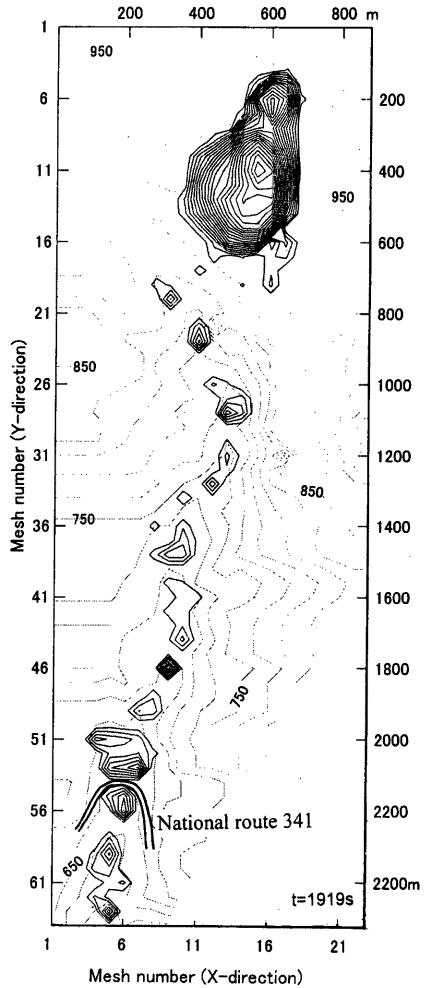 200 400 600 800 m
1
950
6 200
11 400
950
16 600
800
21
850
26 1000
31 1200
850
36 750 1400
41 1600
46 1800
750
51 2000
56 2200
National route 341
650
61 2200m
t=1919s
1 6 11 16 21
Mesh number (X-direction)
Mesh number (Y-direction)